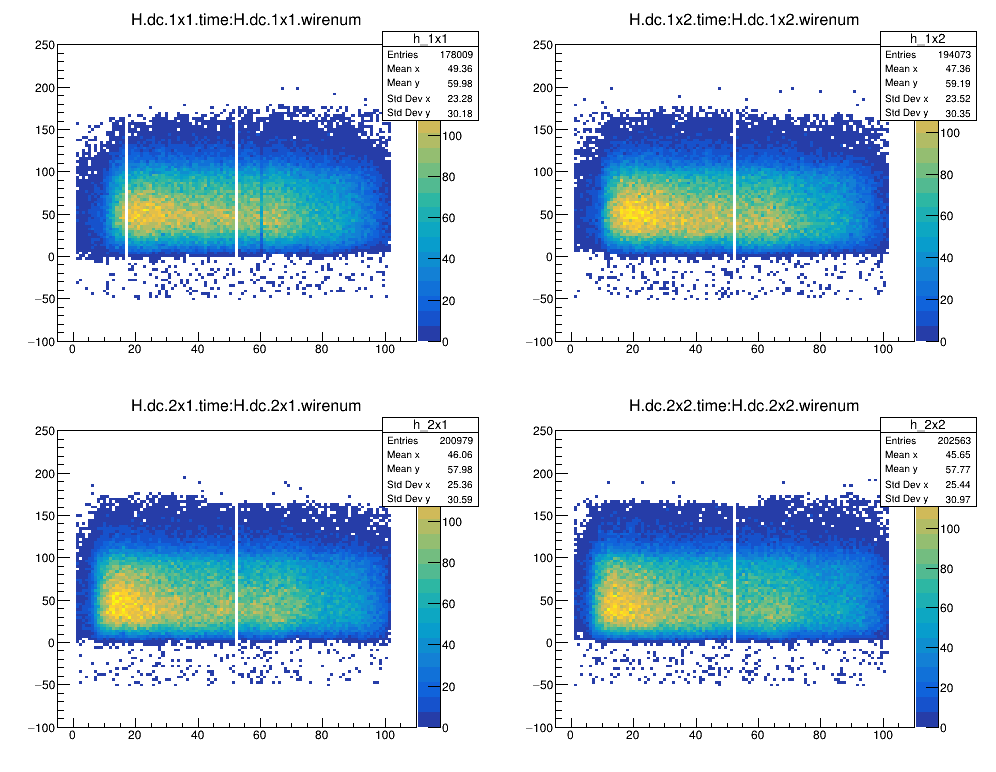 H.dc.1x1.time:H.dc.1x1.wirenum
h_1x1
Entries 178009
Mean x 49.36
Mean y 59.98
Std Dev x 23.28
Std Dev y 30.18
250
200
150
100
50
0
−50
−100
0 20 40 60 80 100
100
80
60
40
20
0
H.dc.1x2.time:H.dc.1x2.wirenum
h_1x2
Entries 194073
Mean x 47.36
Mean y 59.19
Std Dev x 23.52
Std Dev y 30.35
250
200
150
100
50
0
−50
−100
0 20 40 60 80 100
100
80
60
40
20
0
H.dc.2x1.time:H.dc.2x1.wirenum
h_2x1
Entries 200979
Mean x 46.06
Mean y 57.98
Std Dev x 25.36
Std Dev y 30.59
250
200
150
100
50
0
−50
−100
0 20 40 60 80 100
100
80
60
40
20
0
H.dc.2x2.time:H.dc.2x2.wirenum
h_2x2
Entries 202563
Mean x 45.65
Mean y 57.77
Std Dev x 25.44
Std Dev y 30.97
250
200
150
100
50
0
−50
−100
0 20 40 60 80 100
100
80
60
40
20
0